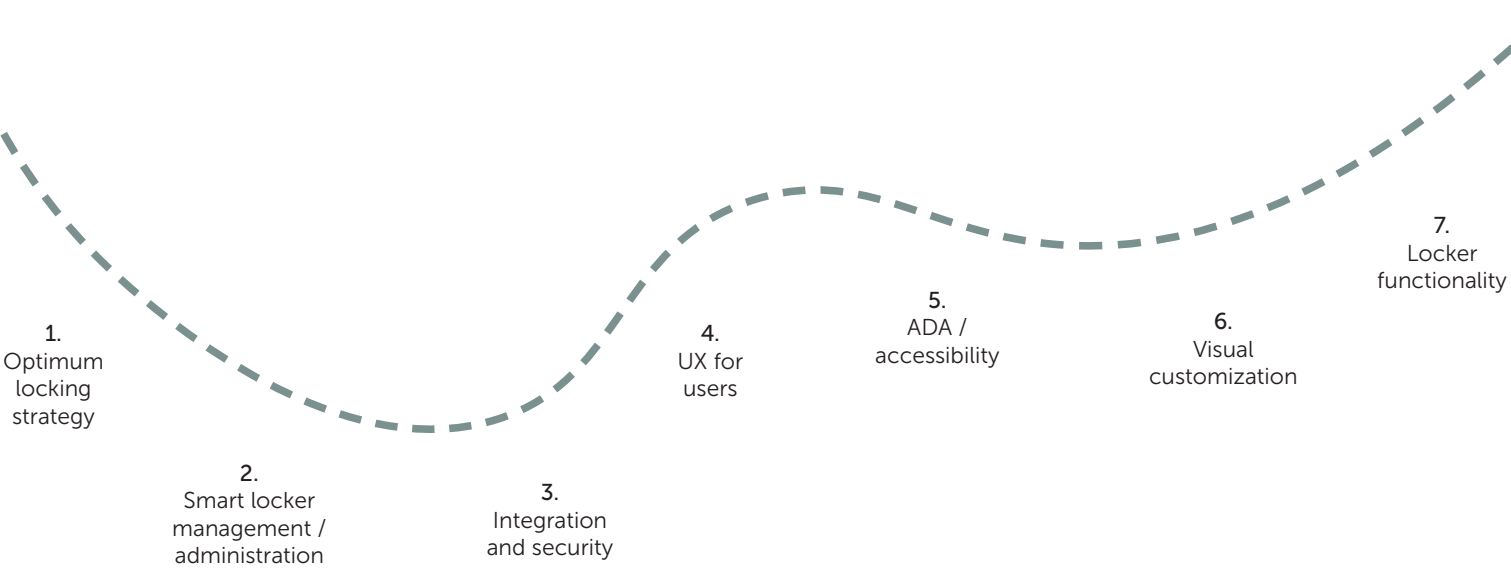 1.
Optimum
locking
strategy
2.
Smart locker
management /
administration
3.
Integration
and security
4.
UX for
users
5.
ADA /
accessibility
6.
Visual
customization
7.
Locker
functionality